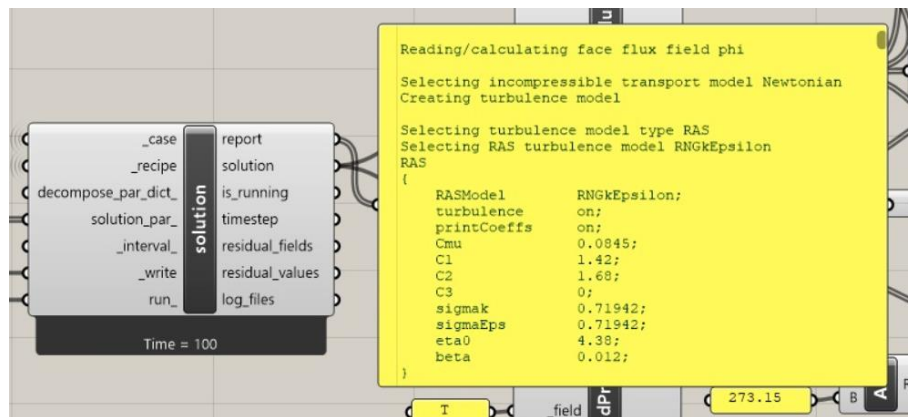 _case report
_recipe solution
decompose_par_dict_ is_running
solution_par_ timestep
_interval_ residual_fields
_write residual_values
run_ log_files
solution
Time = 100
Reading/calculating face flux field phi
Selecting incompressible transport model Newtonian
Creating turbulence model
Selecting turbulence model type RAS
Selecting RAS turbulence model RNGkEpsilon
RAS
{
RASModel RNGkEpsilon;
turbulence on;
printCoeffs on;
Cmu 0.0845;
C1 1.42;
C2 1.68;
C3 0;
sigmak 0.71942;
sigmaEps 0.71942;
eta0 4.38;
beta 0.012;
}
T
_field
273.15
B